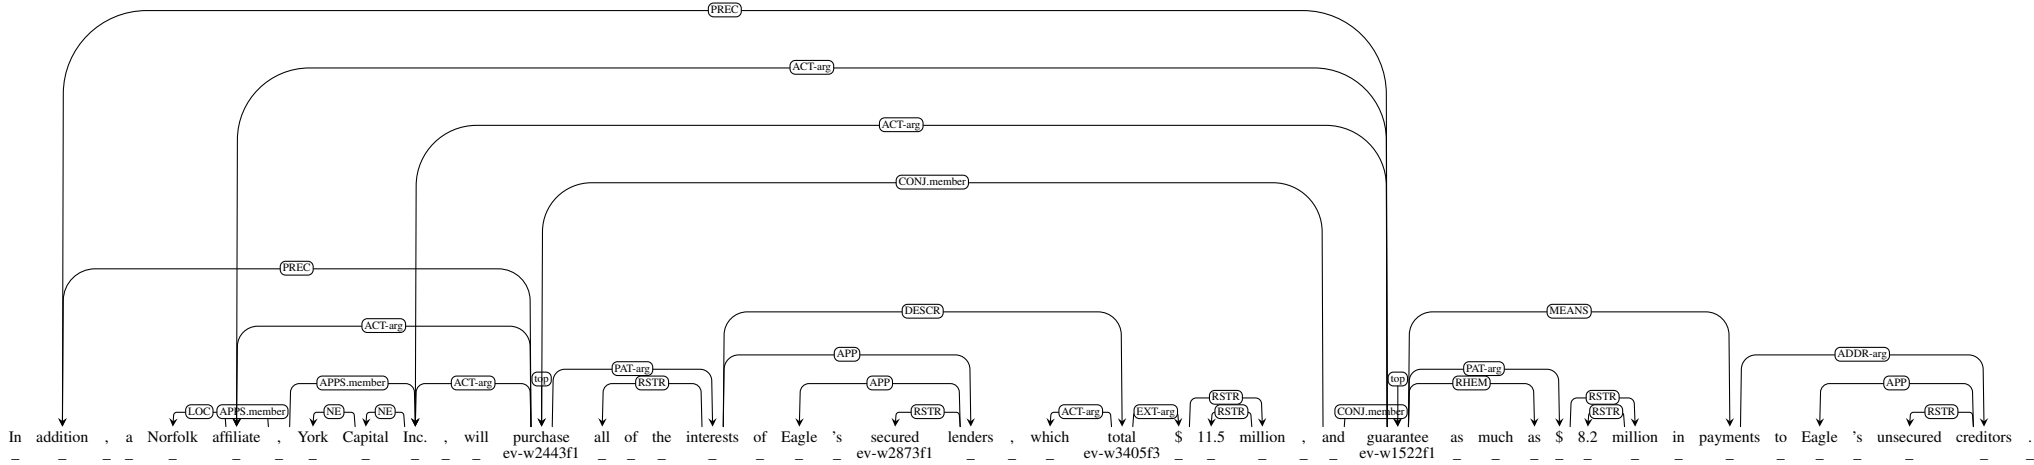 PREC
ACT-arg
ACT-arg
CONJ.member
PREC
DESCR MEANS
ACT-arg
APP ADDR-arg
PAT-arg PAT-arg
top top
APPS.member ACT-arg RSTR APP RHEM APP
RSTR RSTR
LOC APPS.member NE NE RSTR ACT-arg EXT-arg RSTR CONJ.member RSTR RSTR
In addition , a Norfolk affiliate , York Capital Inc. , will purchase all of the interests of Eagle 's secured lenders , which total $ 11.5 million , and guarantee as much as $ 8.2 million in payments to Eagle 's unsecured creditors .
_ _ _ _ _ _ _ _ _ _ _ _ ev-w2443f1 _ _ _ _ _ _ _ ev-w2873f1 _ _ _ ev-w3405f3 _ _ _ _ _ ev-w1522f1 _ _ _ _ _ _ _ _ _ _ _ _ _ _